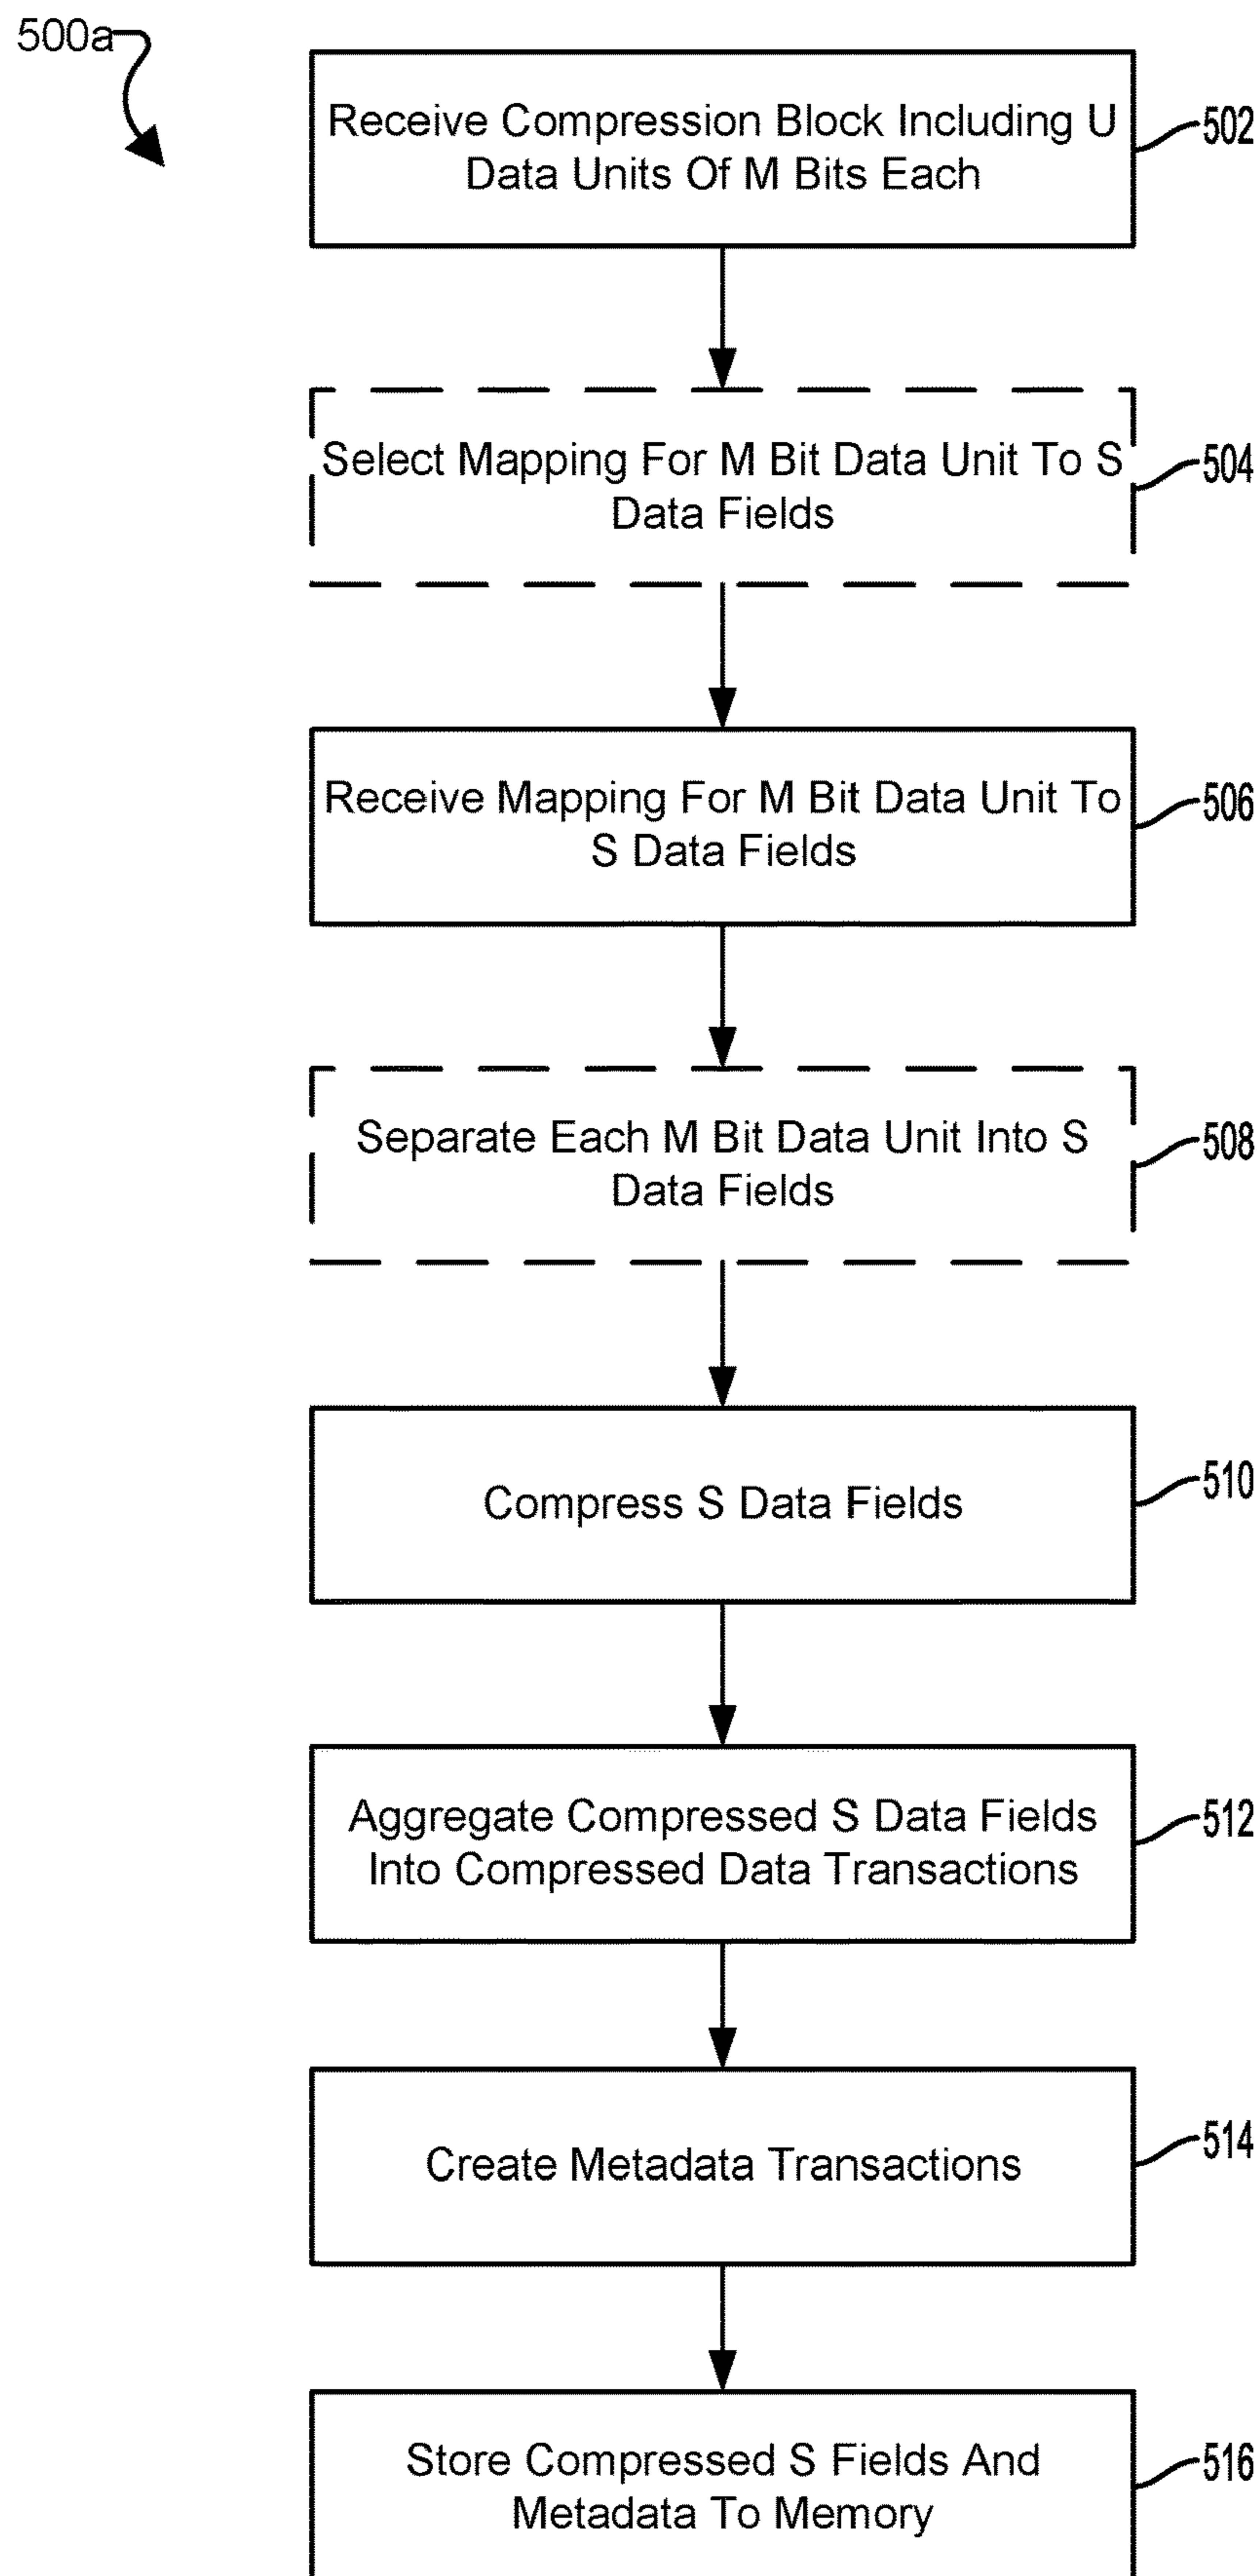 500a
Receive Compression Block Including U
Data Units Of M Bits Each
502
Select Mapping For M Bit Data Unit To S
Data Fields
504
Receive Mapping For M Bit Data Unit To
S Data Fields
506
Separate Each M Bit Data Unit Into S
Data Fields
508
Compress S Data Fields
510
Aggregate Compressed S Data Fields
Into Compressed Data Transactions
512
Create Metadata Transactions
514
Store Compressed S Fields And
Metadata To Memory
516